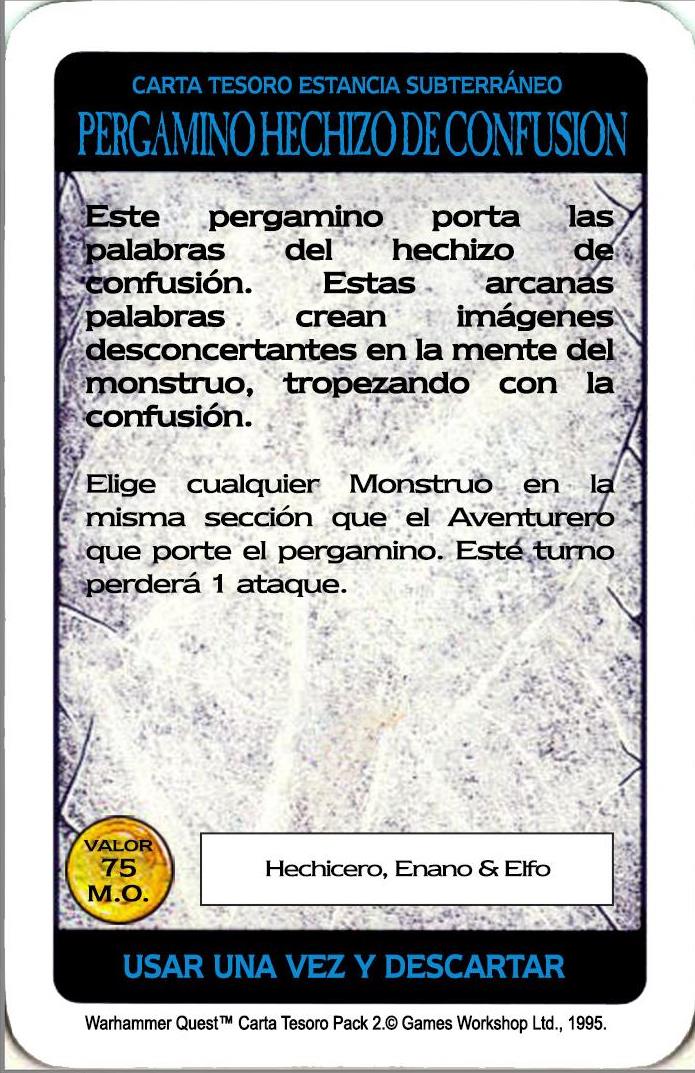 CARTA TESORO ESTANCIA SUBTERRÁNEO
PERGAMINO HECHIZO DE CONFUSION
Este pergamino porta las
palabras del hechizo de
confusión. Estas arcanas
palabras crean imágenes
desconcertantes en la mente del
monstruo, tropezando con la
confusión.
Elige cualquier Monstruo en la
misma sección que el Aventurero
que porte el pergamino. Esté turno
perderá 1 ataque.
VALOR
75
M.O.
Hechicero, Enano & Elfo
USAR UNA VEZ Y DESCARTAR
Warhammer Quest™ Carta Tesoro Pack 2.© Games Workshop Ltd., 1995.